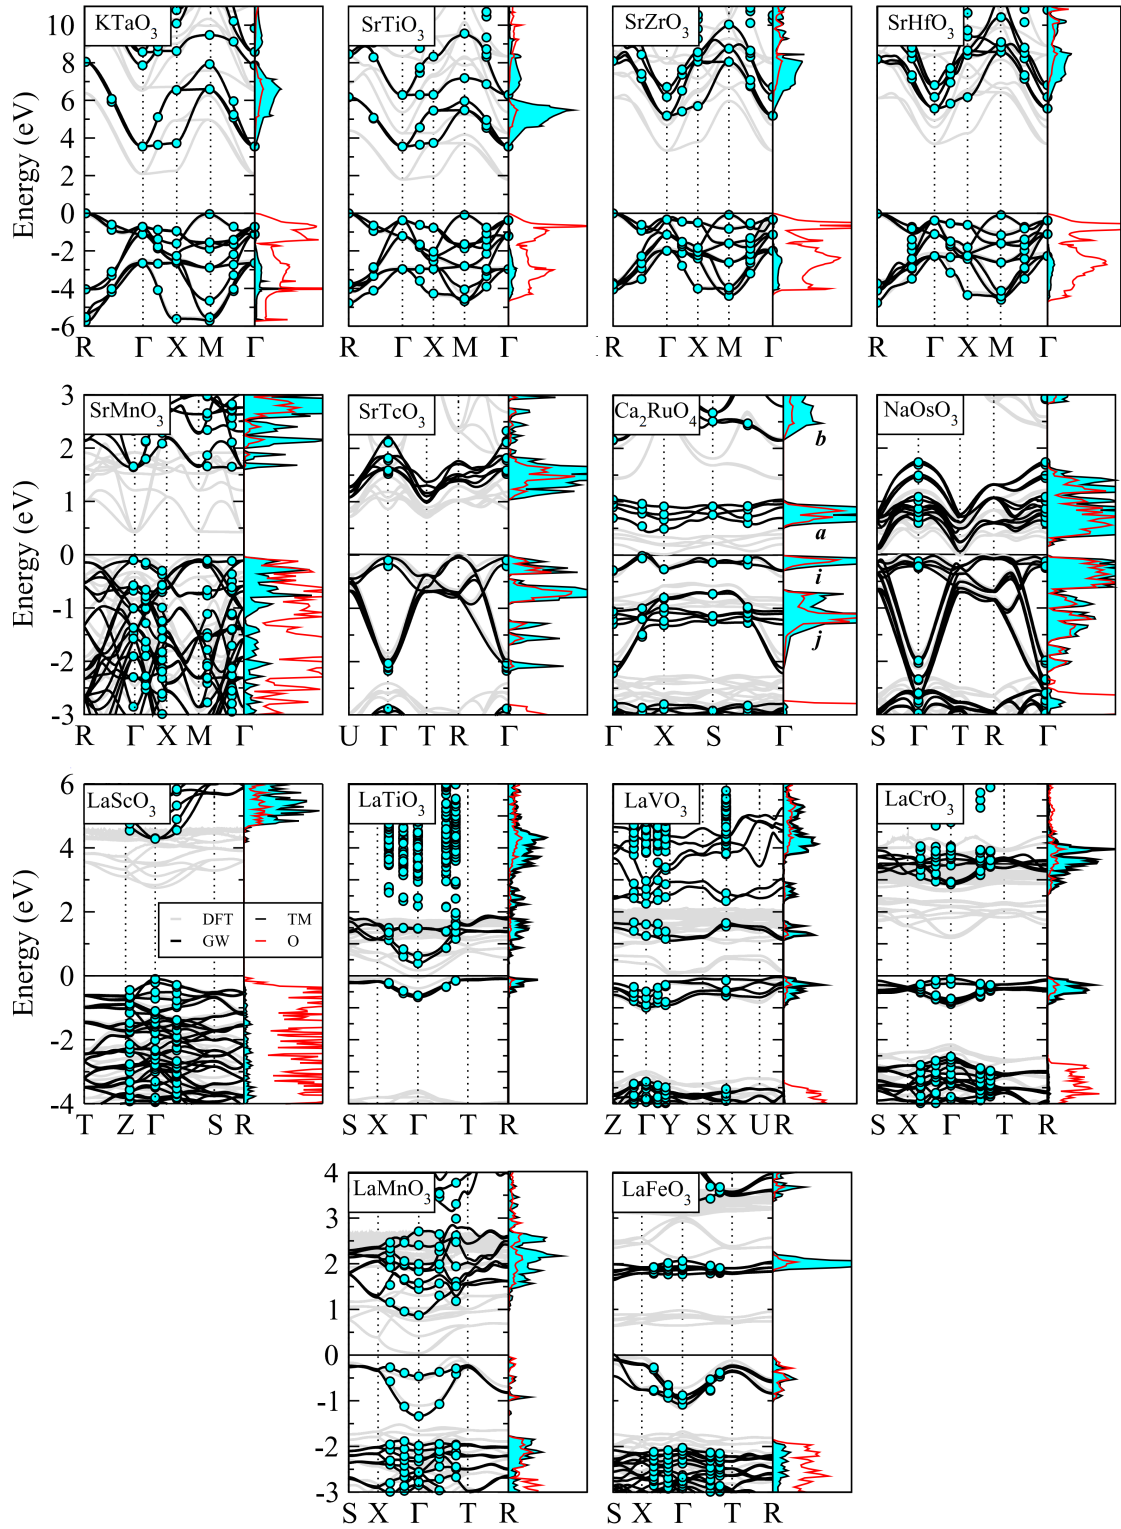 KTaO3 SrTiO3 SrZrO3 SrHfO3
Energy (eV)
10
8
6
4
2
0
-2
-4
-6
R Γ X M Γ R Γ X M Γ R Γ X M Γ R Γ X M Γ
SrMnO3 SrTcO3 Ca2RuO4 NaOsO3
Energy (eV)
3
2
1
0
-1
-2
-3
b
a
i
j
R Γ X M Γ U Γ T R Γ Γ X S Γ S Γ T R Γ
LaScO3 LaTiO3 LaVO3 LaCrO3
Energy (eV)
6
4
2
0
-2
-4
DFT TM
GW O
T Z Γ S R S X Γ T R Z Γ Y S X U R S X Γ T R
LaMnO3 LaFeO3
Energy (eV)
4
3
2
1
0
-1
-2
-3
S X Γ T R S X Γ T R